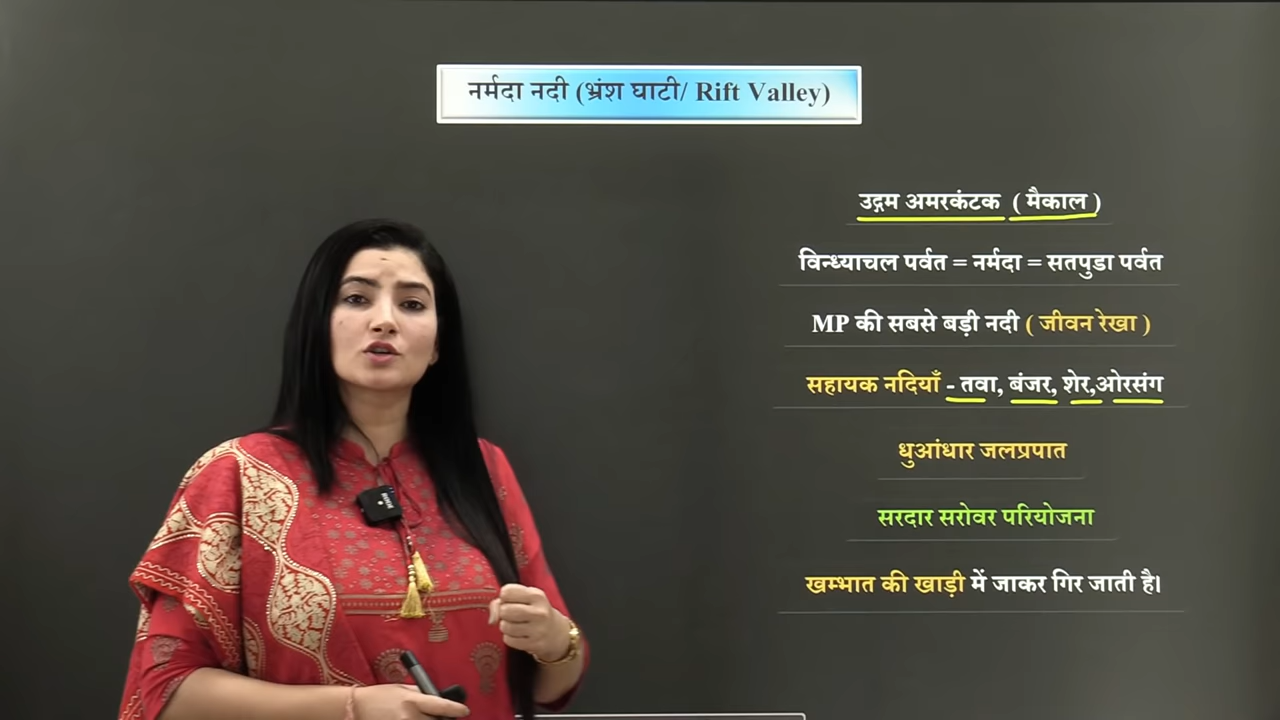 नर्मदा नदी (भ्रंश घाटी/ Rift Valley)
उद्गम अमरकंटक ( मैकाल )
विन्ध्याचल पर्वत = नर्मदा = सतपुडा पर्वत
MP की सबसे बड़ी नदी ( जीवन रेखा )
सहायक नदियाँ - तवा, बंजर, शेर,ओरसंग
धुआंधार जलप्रपात
सरदार सरोवर परियोजना
खम्भात की खाड़ी में जाकर गिर जाती है।